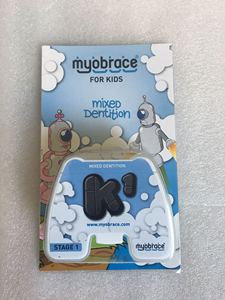 myobrace
FOR KIDS
mixed
Dentition
MIXED DENTITION
k1
www.myobrace.com
STAGE 1
myobrace